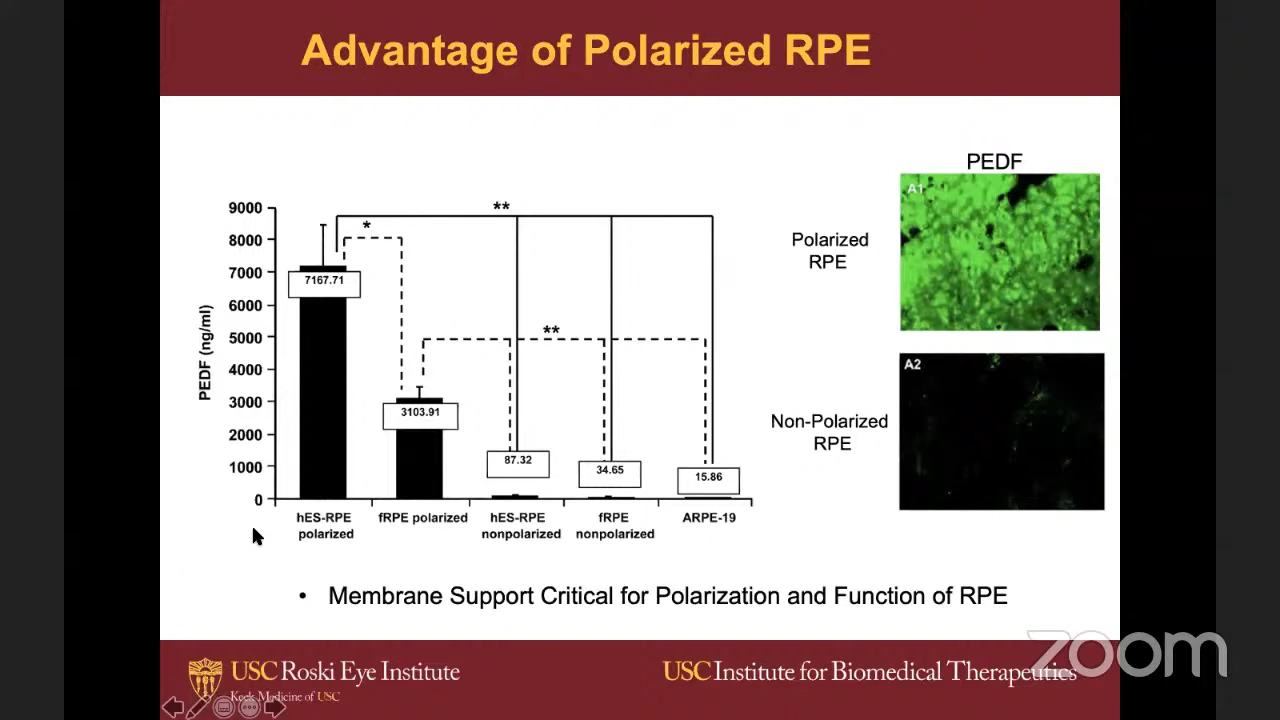 Advantage of Polarized RPE
PEDF (ng/ml)
9000
8000
7000
6000
5000
4000
3000
2000
1000
0
**
*
**
7167.71
3103.91
87.32
34.65
15.86
hES-RPE
polarized
fRPE polarized
hES-RPE
nonpolarized
fRPE
nonpolarized
ARPE-19
PEDF
Polarized
RPE
A1
Non-Polarized
RPE
A2
• Membrane Support Critical for Polarization and Function of RPE
USC Roski Eye Institute
Keck Medicine of USC
USC Institute for Biomedical Therapeutics
zoom